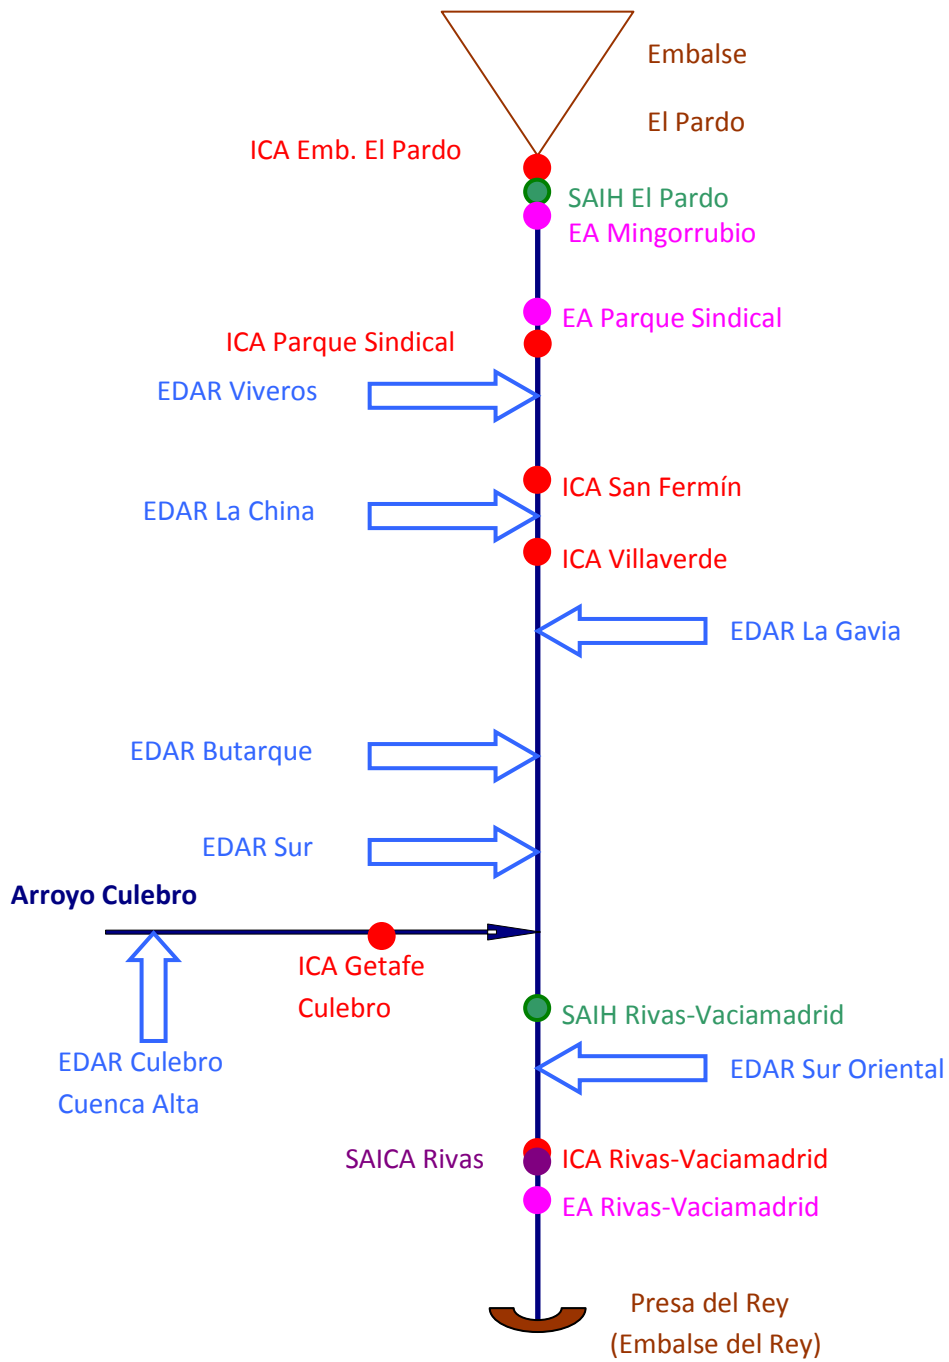 Embalse
El Pardo
ICA Emb. El Pardo
SAIH El Pardo
EA Mingorrubio
EA Parque Sindical
ICA Parque Sindical
EDAR Viveros
ICA San Fermín
EDAR La China
ICA Villaverde
EDAR La Gavia
EDAR Butarque
EDAR Sur
Arroyo Culebro
ICA Getafe
Culebro
SAIH Rivas-Vaciamadrid
EDAR Culebro
Cuenca Alta
EDAR Sur Oriental
SAICA Rivas
ICA Rivas-Vaciamadrid
EA Rivas-Vaciamadrid
Presa del Rey
(Embalse del Rey)